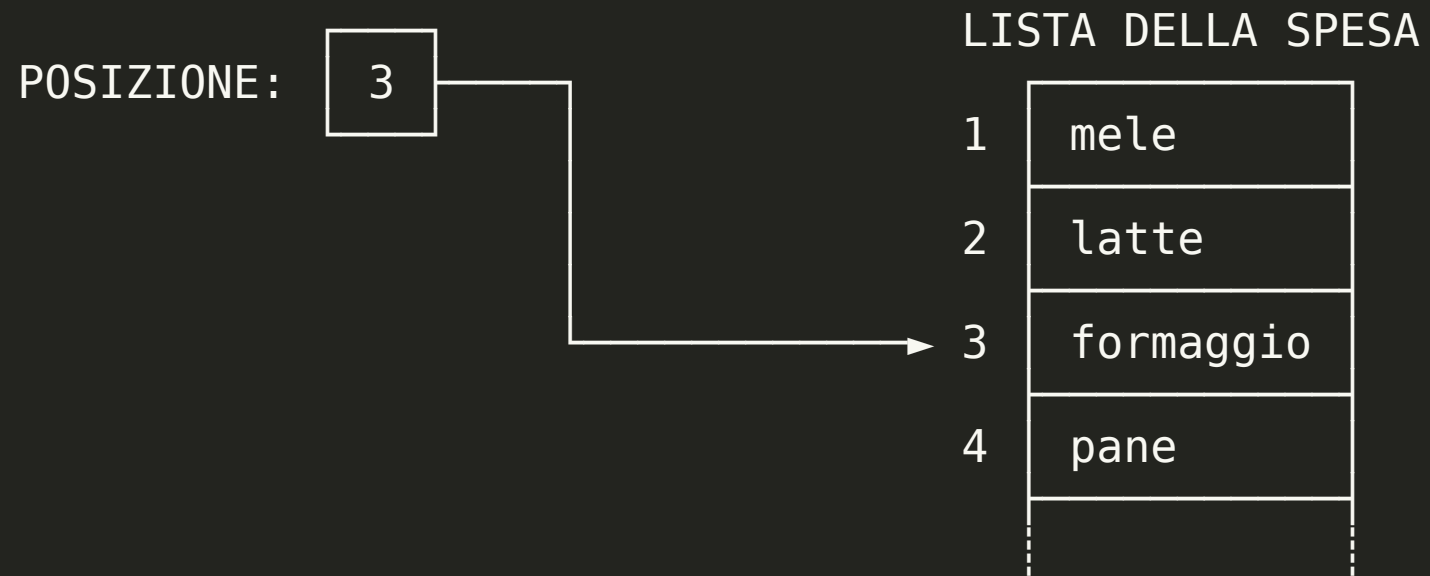 LISTA DELLA SPESA
POSIZIONE: 3
1 mele
2 latte
3 formaggio
4 pane